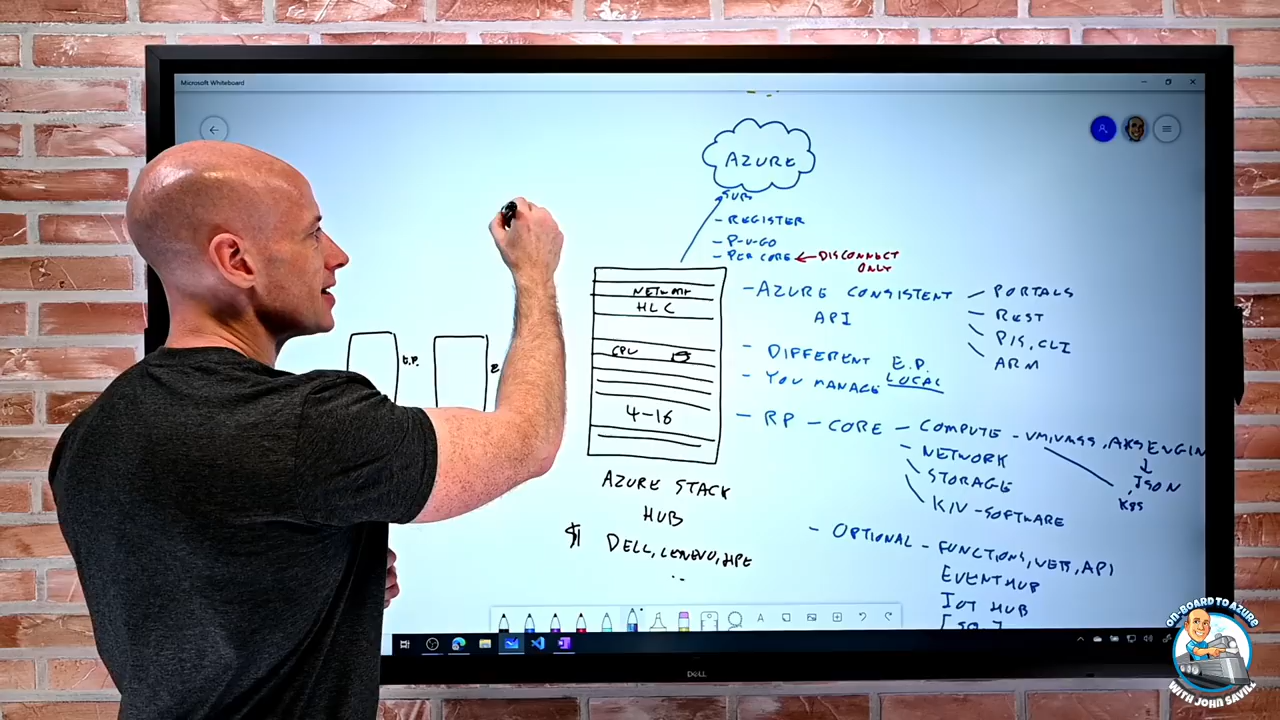 Microsoft Whiteboard
AZURE
SUB
- REGISTER
- P-U-GO
- PER CORE ← DISCONNECT
ONLY
NETWORK
HLC
CPU
4-16
AZURE STACK
HUB
$ DELL, LENEVO, HPE
..
E.P.
- AZURE CONSISTENT
API
PORTALS
REST
P/S, CLI
ARM
- DIFFERENT E.P.
- YOU MANAGE LOCAL
- RP - CORE - COMPUTE - VM, VMSS, AKS ENGIN
JSON
K8S
- NETWORK
STORAGE
K/V - SOFTWARE
- OPTIONAL - FUNCTIONS, WEB, API
EVENT HUB
IOT HUB
DELL
ON-BOARD TO AZURE
WITH JOHN SAVILL